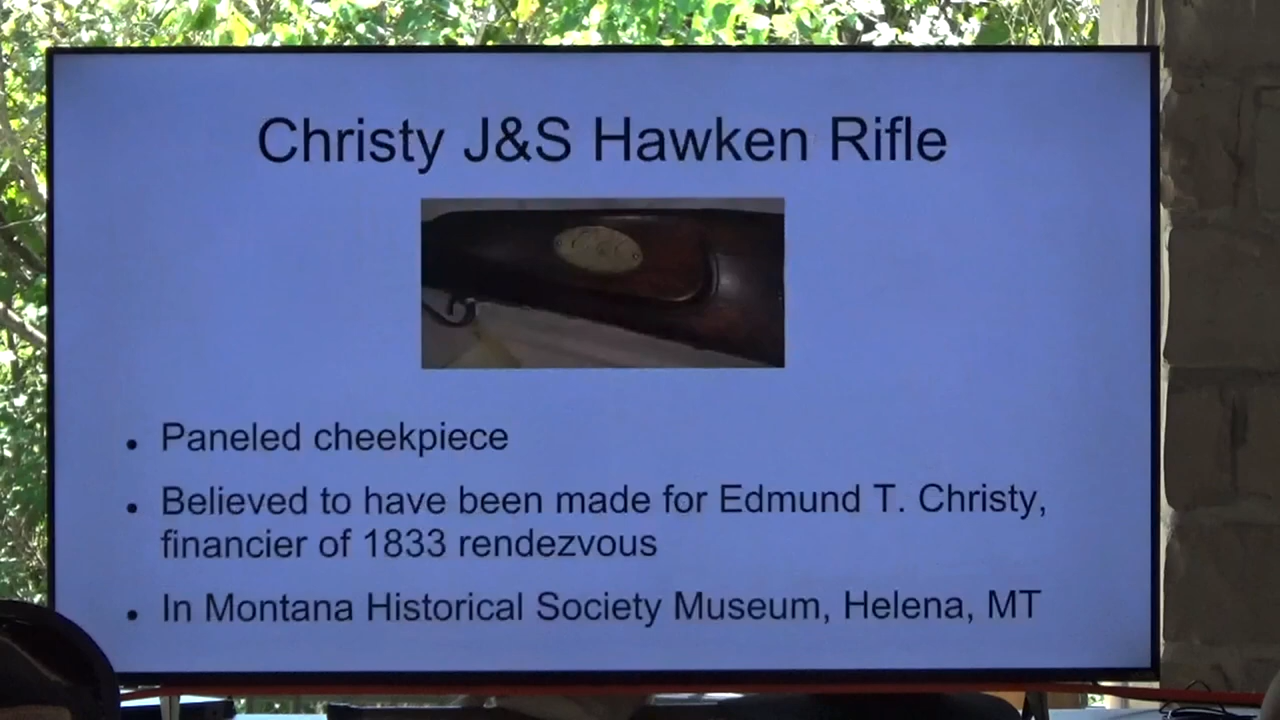 Christy J&S Hawken Rifle
• Paneled cheekpiece
• Believed to have been made for Edmund T. Christy,
financier of 1833 rendezvous
• In Montana Historical Society Museum, Helena, MT